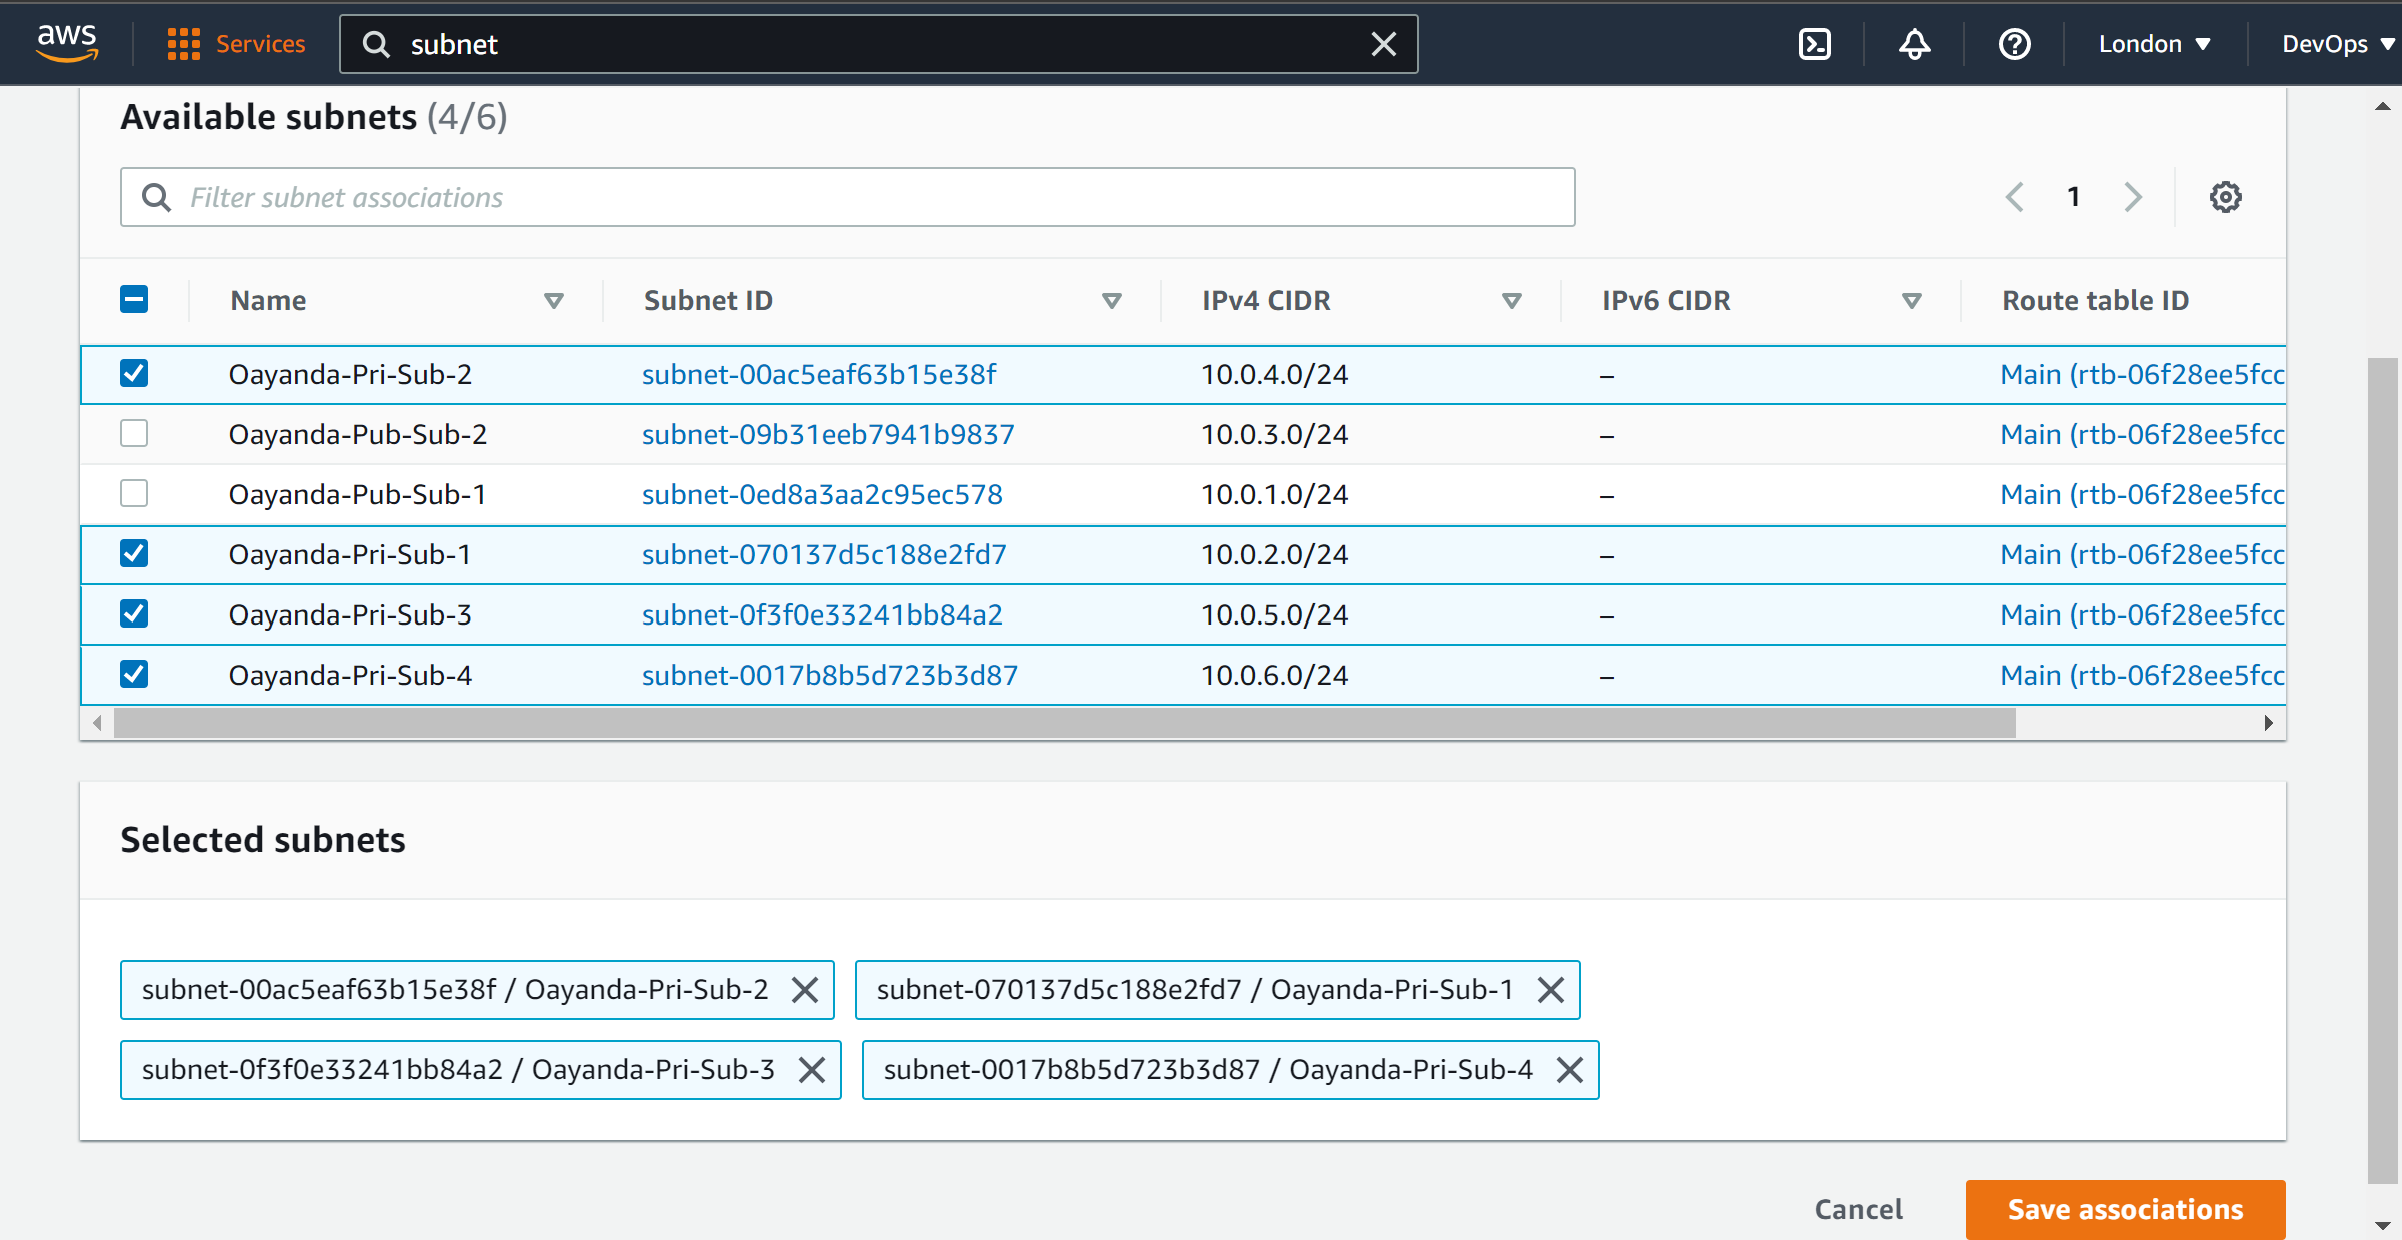 aws Services subnet London DevOps
Available subnets (4/6)
Filter subnet associations 1
Name Subnet ID IPv4 CIDR IPv6 CIDR Route table ID
Oayanda-Pri-Sub-2 subnet-00ac5eaf63b15e38f 10.0.4.0/24 – Main (rtb-06f28ee5fcc
Oayanda-Pub-Sub-2 subnet-09b31eeb7941b9837 10.0.3.0/24 – Main (rtb-06f28ee5fcc
Oayanda-Pub-Sub-1 subnet-0ed8a3aa2c95ec578 10.0.1.0/24 – Main (rtb-06f28ee5fcc
Oayanda-Pri-Sub-1 subnet-070137d5c188e2fd7 10.0.2.0/24 – Main (rtb-06f28ee5fcc
Oayanda-Pri-Sub-3 subnet-0f3f0e33241bb84a2 10.0.5.0/24 – Main (rtb-06f28ee5fcc
Oayanda-Pri-Sub-4 subnet-0017b8b5d723b3d87 10.0.6.0/24 – Main (rtb-06f28ee5fcc
Selected subnets
subnet-00ac5eaf63b15e38f / Oayanda-Pri-Sub-2 subnet-070137d5c188e2fd7 / Oayanda-Pri-Sub-1
subnet-0f3f0e33241bb84a2 / Oayanda-Pri-Sub-3 subnet-0017b8b5d723b3d87 / Oayanda-Pri-Sub-4
Cancel Save associations